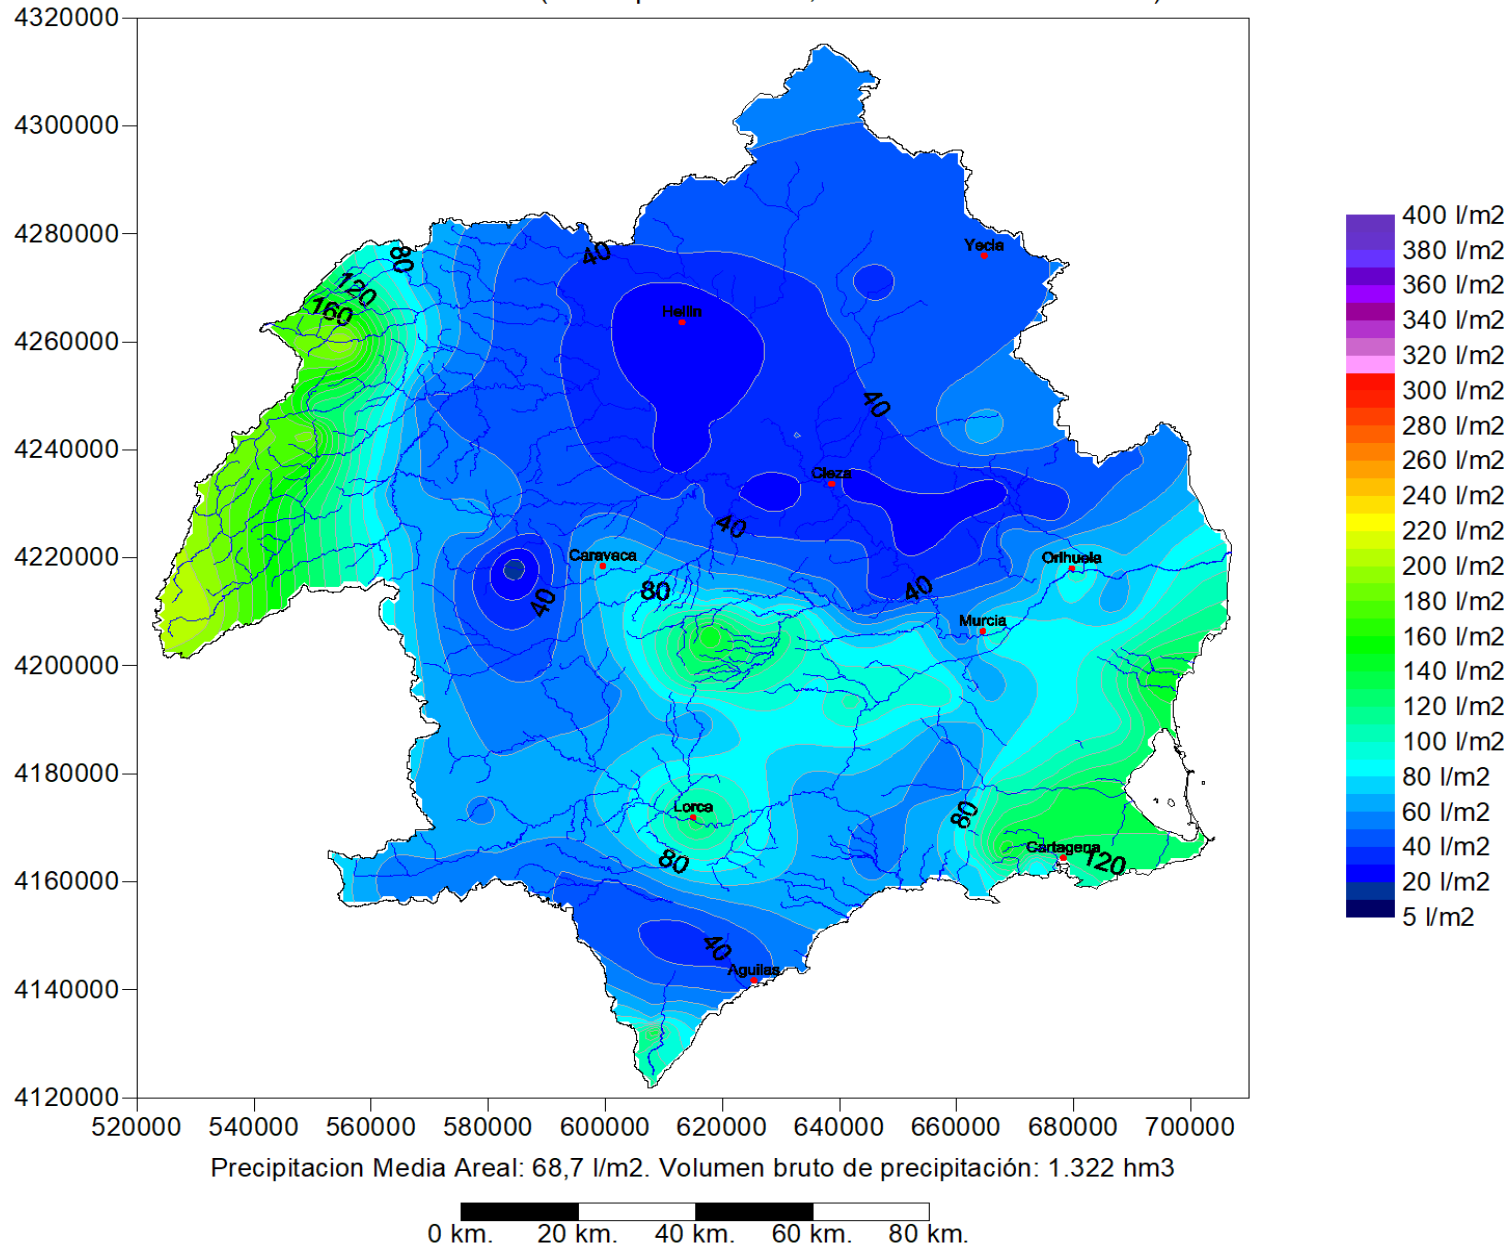 4320000
4300000
4280000
4260000
4240000
4220000
4200000
4180000
4160000
4140000
4120000
520000 540000 560000 580000 600000 620000 640000 660000 680000 700000
Yecla
40
80
120
160
Hellin
40
Cieza
40
Caravaca
Orihuela
80
40
40
Murcia
Lorca
80
80
Cartagena
120
40
Aguilas
400 l/m2
380 l/m2
360 l/m2
340 l/m2
320 l/m2
300 l/m2
280 l/m2
260 l/m2
240 l/m2
220 l/m2
200 l/m2
180 l/m2
160 l/m2
140 l/m2
120 l/m2
100 l/m2
80 l/m2
60 l/m2
40 l/m2
20 l/m2
5 l/m2
Precipitacion Media Areal: 68,7 l/m2. Volumen bruto de precipitación: 1.322 hm3
0 km. 20 km. 40 km. 60 km. 80 km.